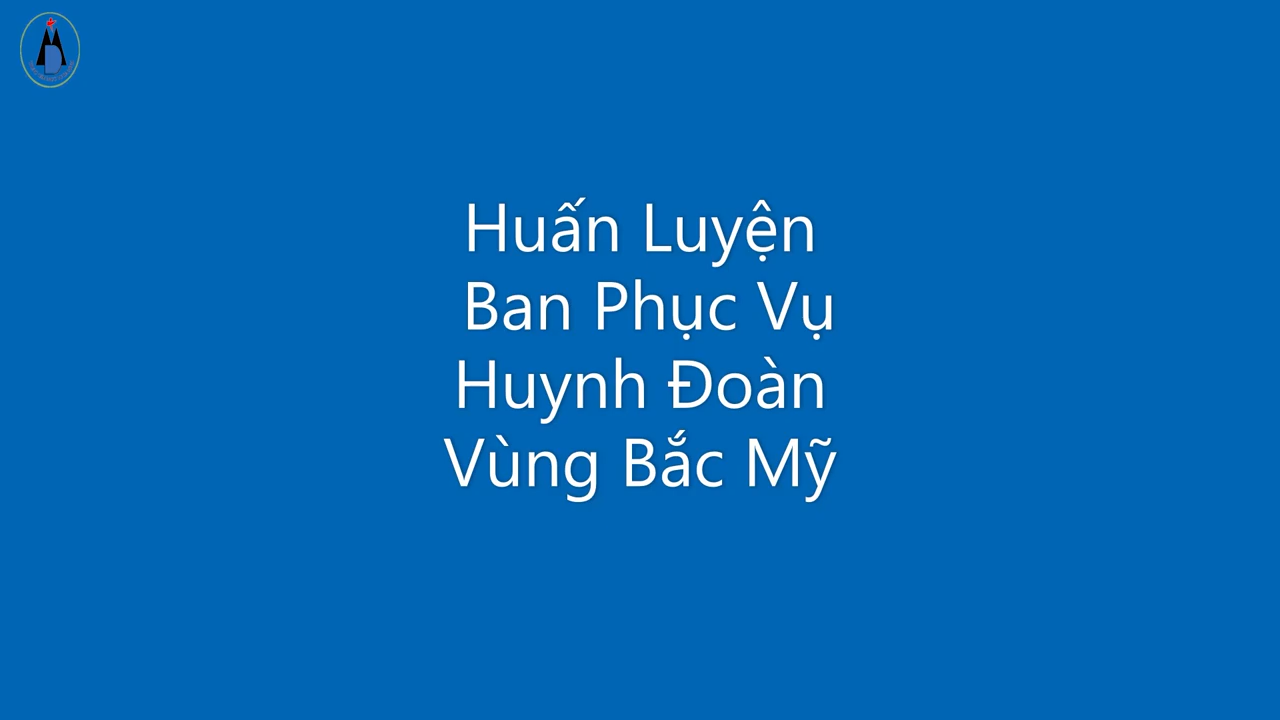 Huấn Luyện
Ban Phục Vụ
Huynh Đoàn
Vùng Bắc Mỹ